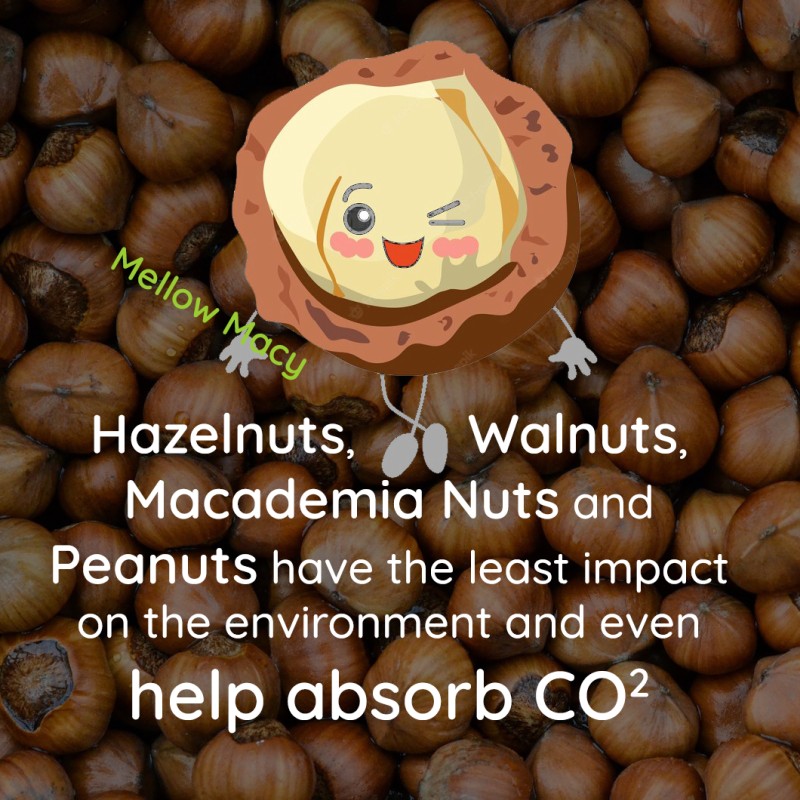 Mellow Macy
Hazelnuts, Walnuts,
Macademia Nuts and
Peanuts have the least impact
on the environment and even
help absorb CO²